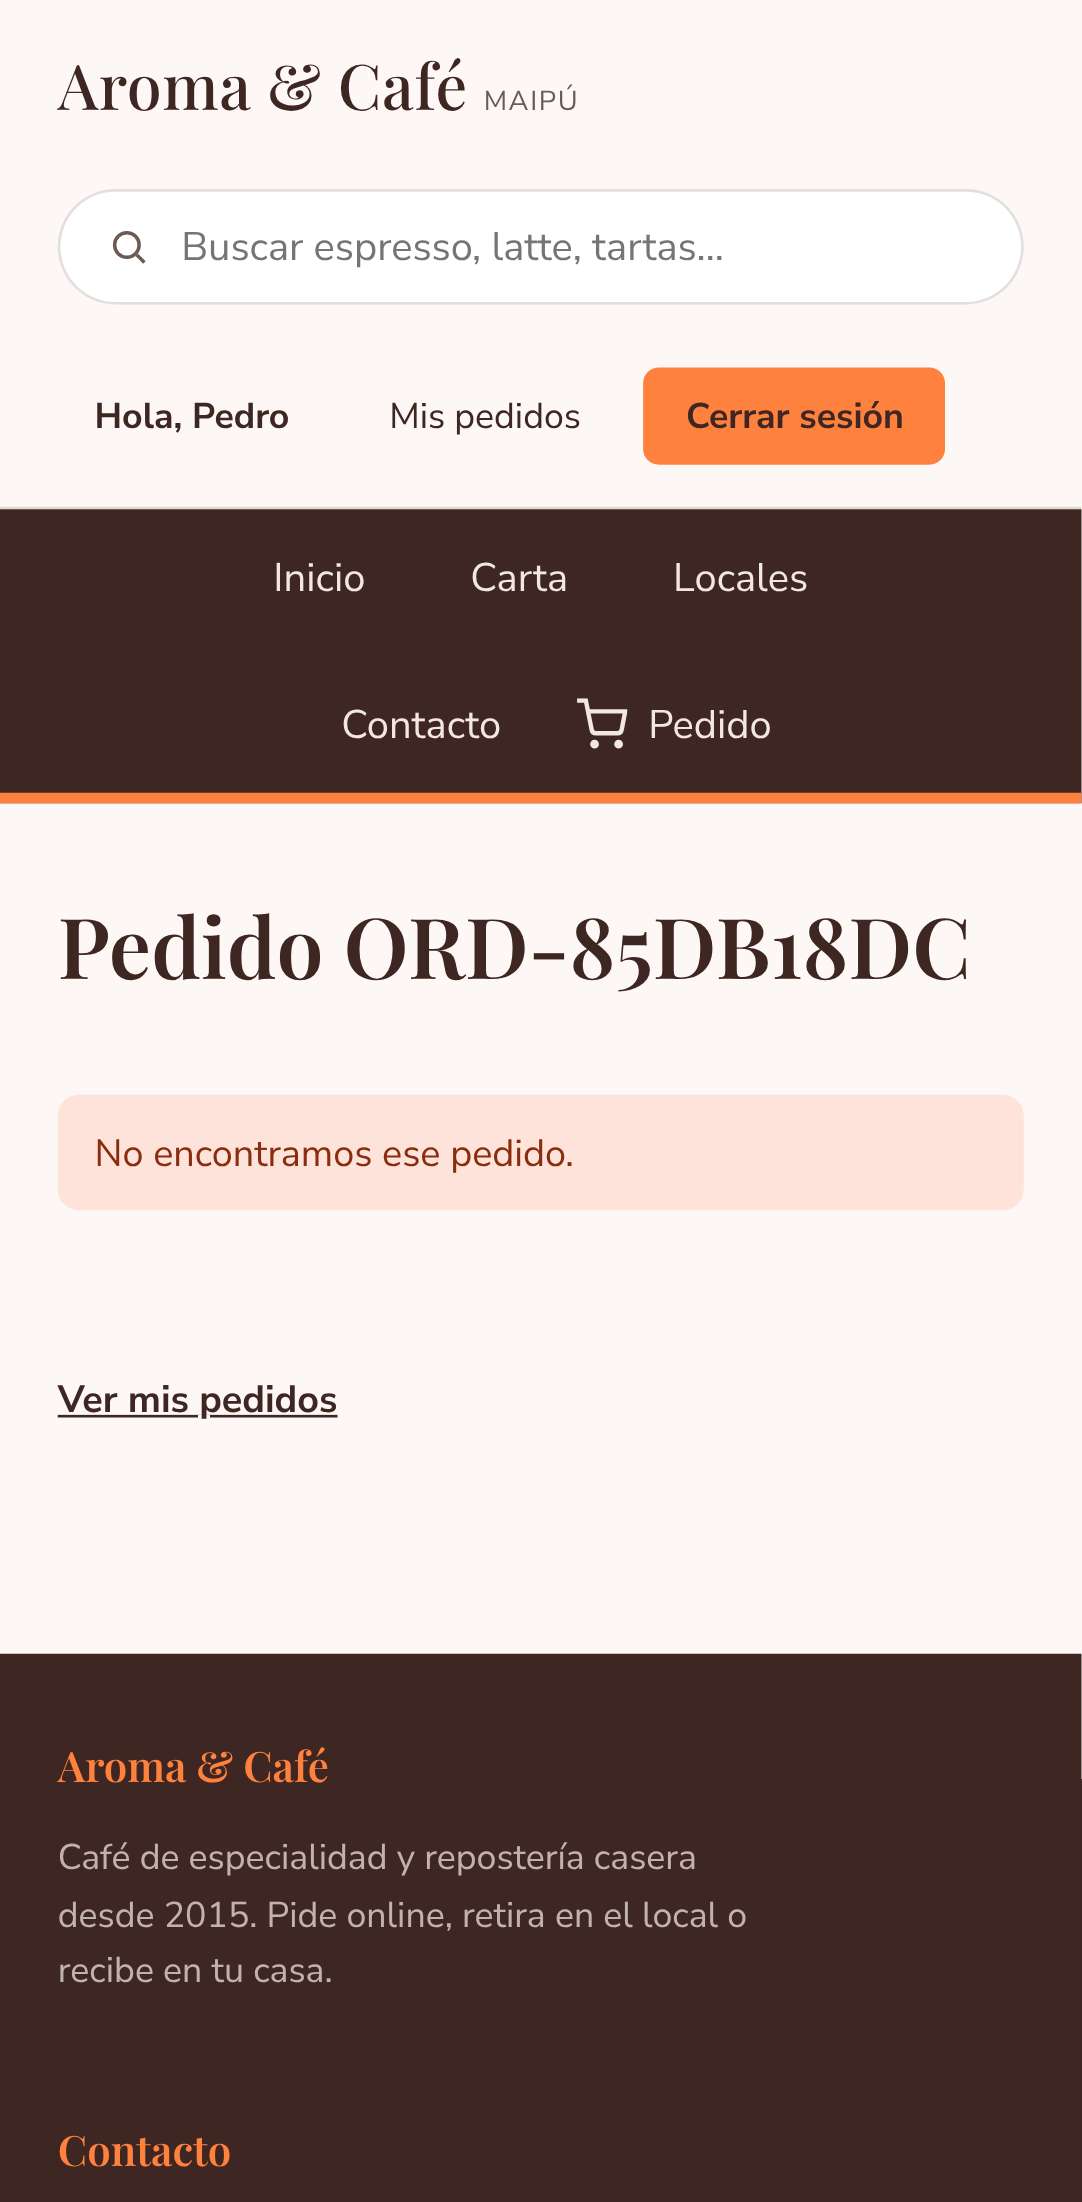 Aroma & Café MAIPÚ
Buscar espresso, latte, tartas...
Hola, Pedro Mis pedidos Cerrar sesión
Inicio Carta Locales
Contacto Pedido
Pedido ORD-85DB18DC
No encontramos ese pedido.
Ver mis pedidos
Aroma & Café
Café de especialidad y repostería casera
desde 2015. Pide online, retira en el local o
recibe en tu casa.
Contacto